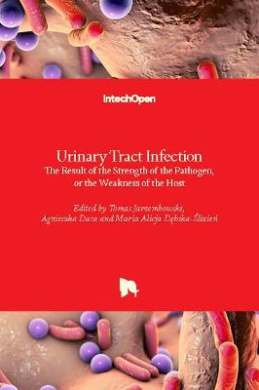 IntechOpen
Urinary Tract Infection
The Result of the Strength of the Pathogen,
or the Weakness of the Host
Edited by Tomas Jarzembowski,
Agnieszka Daca and Maria Alicja Dębska-Ślizień